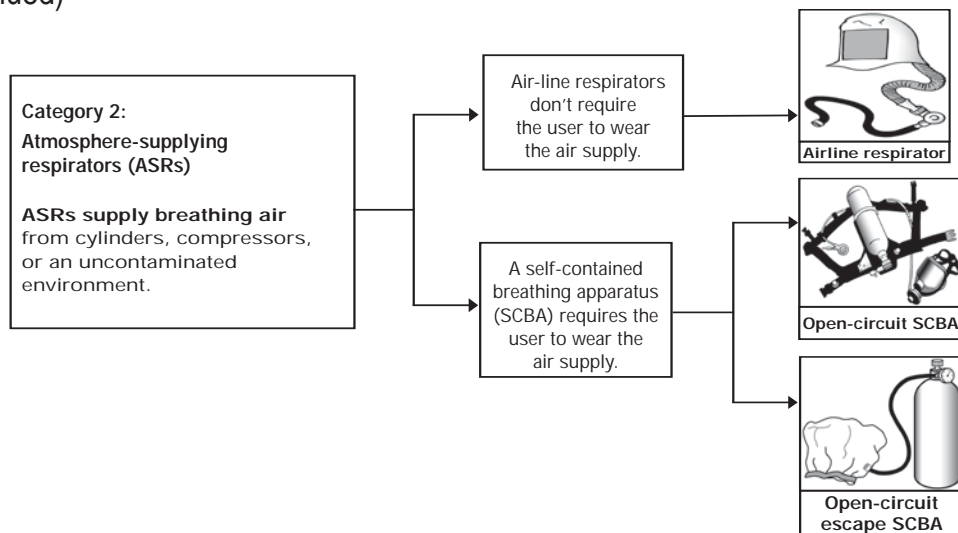 Category 2:
Atmosphere-supplying
respirators (ASRs)
ASRs supply breathing air
from cylinders, compressors,
or an uncontaminated
environment.
Air-line respirators
don't require
the user to wear
the air supply.
A self-contained
breathing apparatus
(SCBA) requires the
user to wear the
air supply.
Airline respirator
Open-circuit SCBA
Open-circuit
escape SCBA